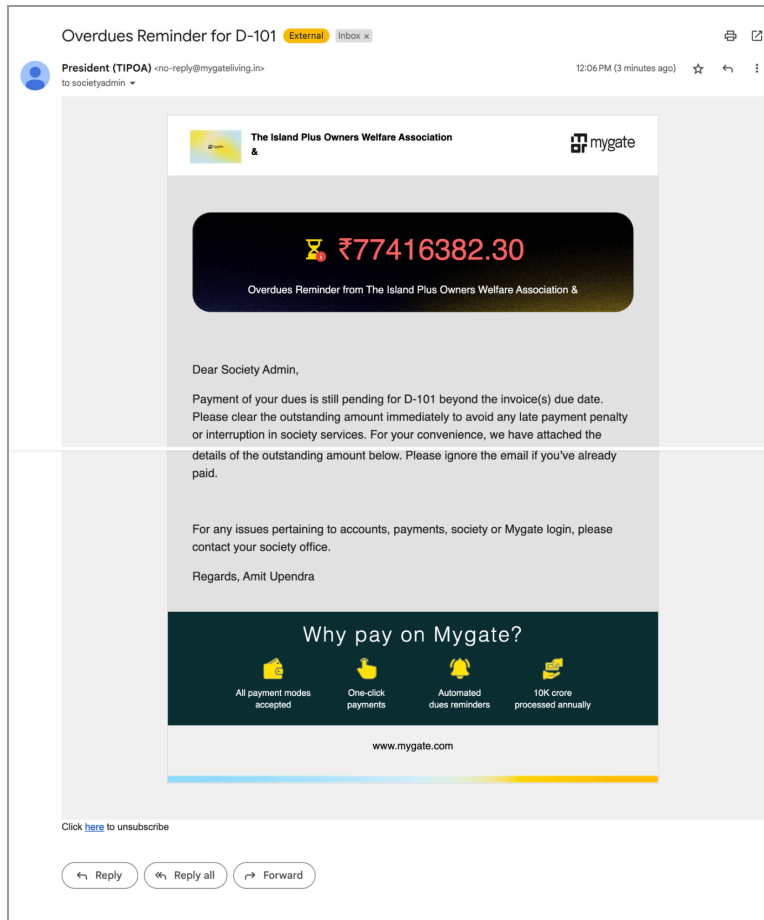 Overdues Reminder for D-101 External Inbox ×
President (TIPOA) <no-reply@mygateliving.in> 12:06 PM (3 minutes ago)
to societyadmin
The Island Plus Owners Welfare Association
&
mygate
₹77416382.30
Overdues Reminder from The Island Plus Owners Welfare Association &
Dear Society Admin,
Payment of your dues is still pending for D-101 beyond the invoice(s) due date.
Please clear the outstanding amount immediately to avoid any late payment penalty
or interruption in society services. For your convenience, we have attached the
details of the outstanding amount below. Please ignore the email if you've already
paid.
For any issues pertaining to accounts, payments, society or Mygate login, please
contact your society office.
Regards, Amit Upendra
Why pay on Mygate?
All payment modes
accepted
One-click
payments
Automated
dues reminders
10K crore
processed annually
www.mygate.com
Click here to unsubscribe
Reply Reply all Forward